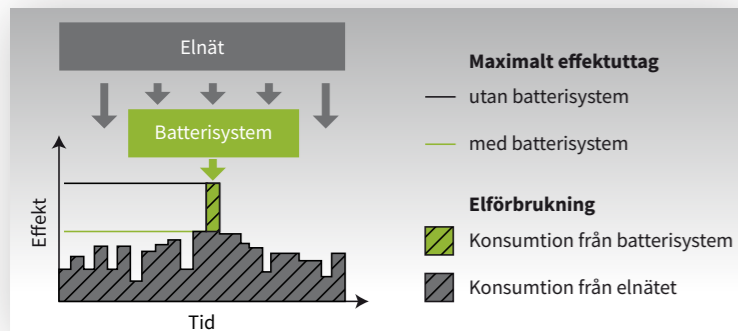 Elnät
Batterisystem
Effekt
Tid
Maximalt effektuttag
utan batterisystem
med batterisystem
Elförbrukning
Konsumtion från batterisystem
Konsumtion från elnätet